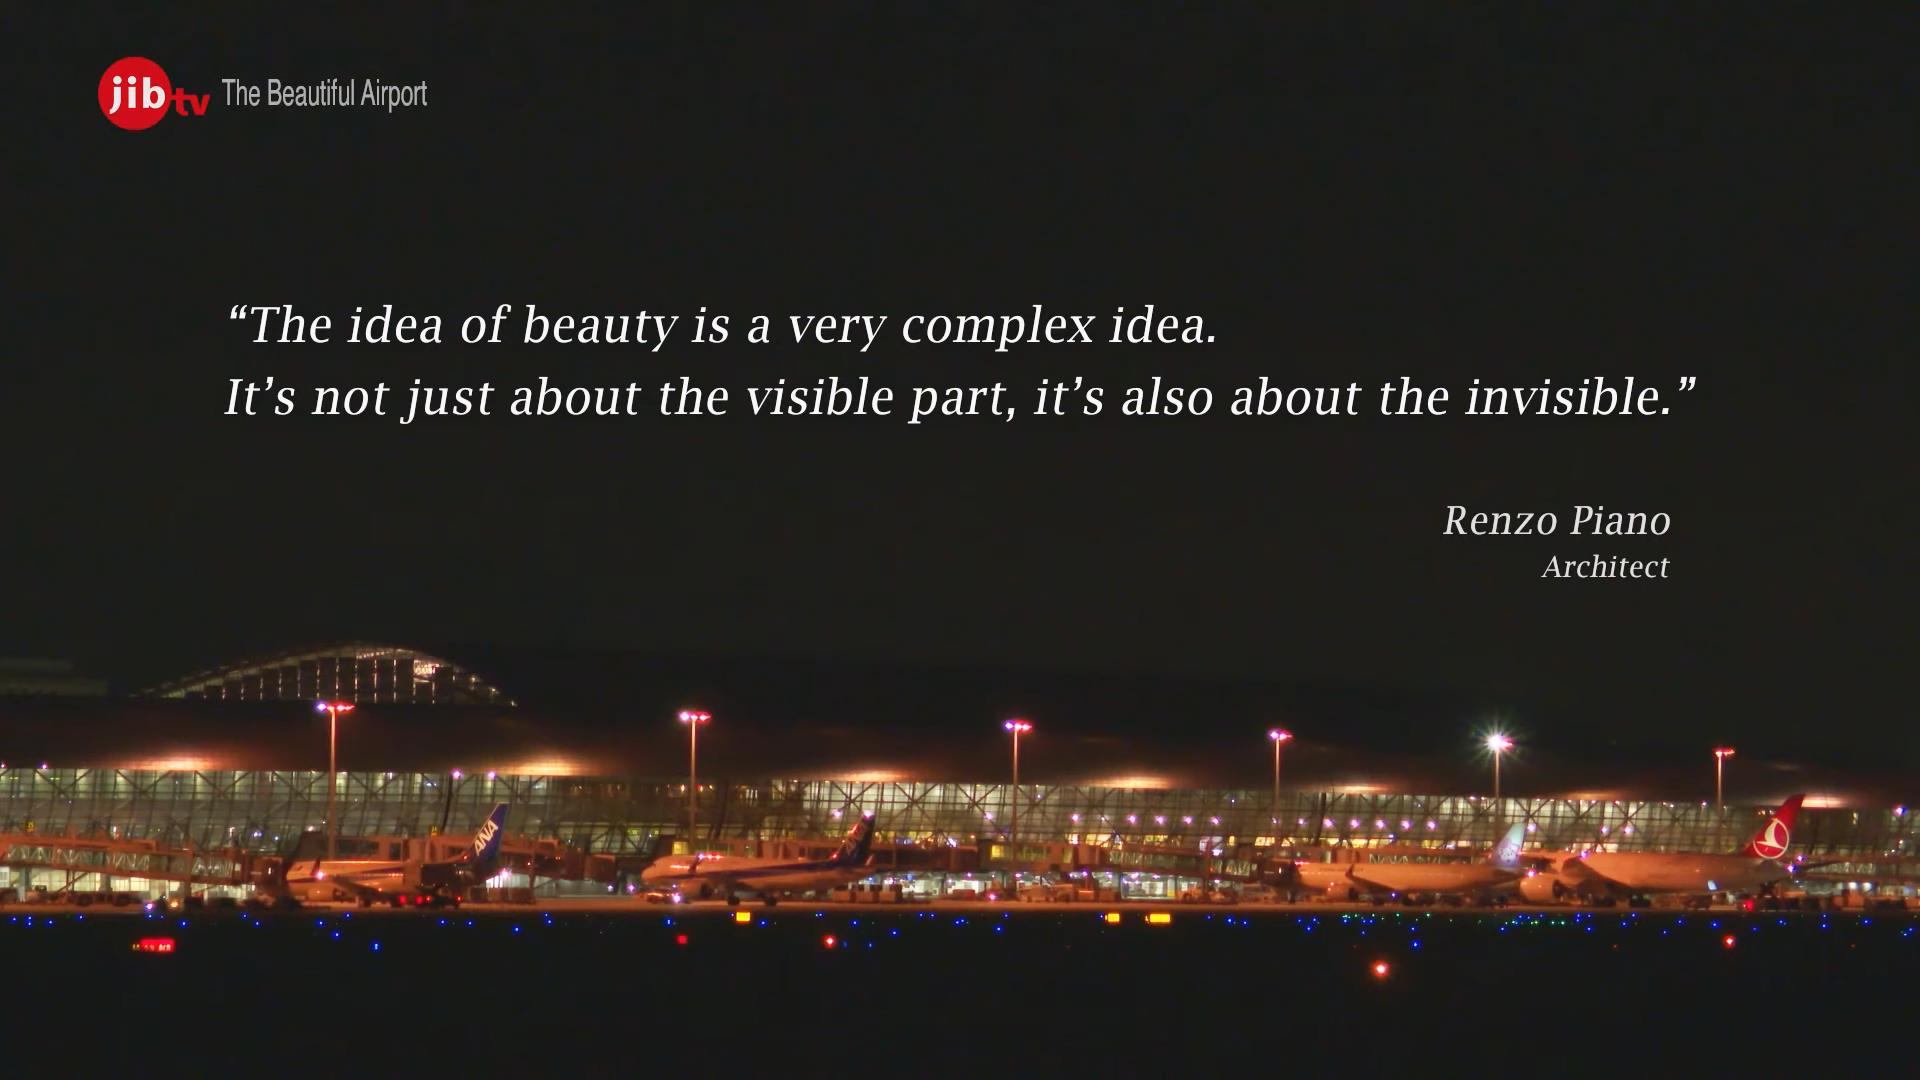 jibtv The Beautiful Airport
“The idea of beauty is a very complex idea.
It’s not just about the visible part, it’s also about the invisible.”
Renzo Piano
Architect
ANA